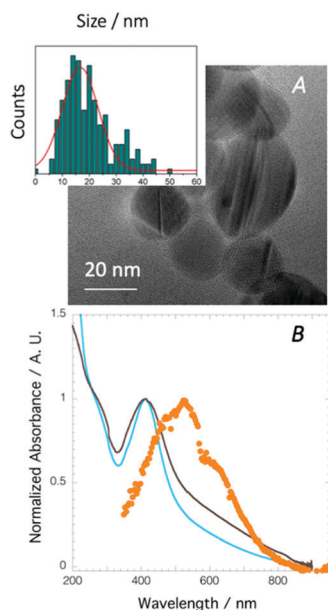 Size / nm
Counts
0 10 20 30 40 50 60
A
20 nm
B
Normalized Absorbance / A. U.
1.5
1
0.5
0
200 400 600 800
Wavelength / nm